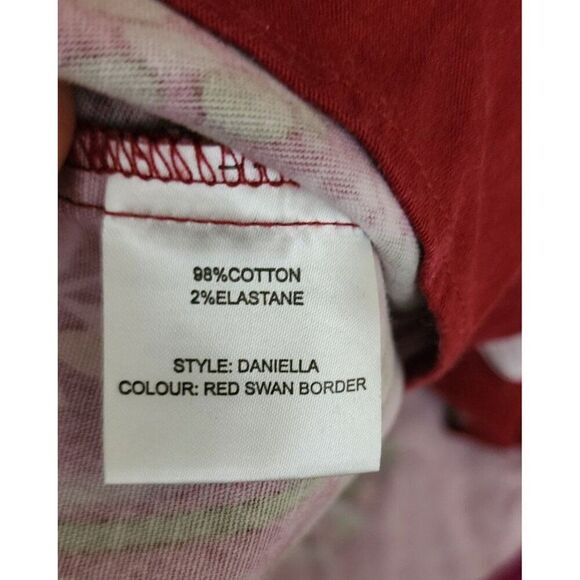 98%COTTON
2%ELASTANE
STYLE: DANIELLA
COLOUR: RED SWAN BORDER